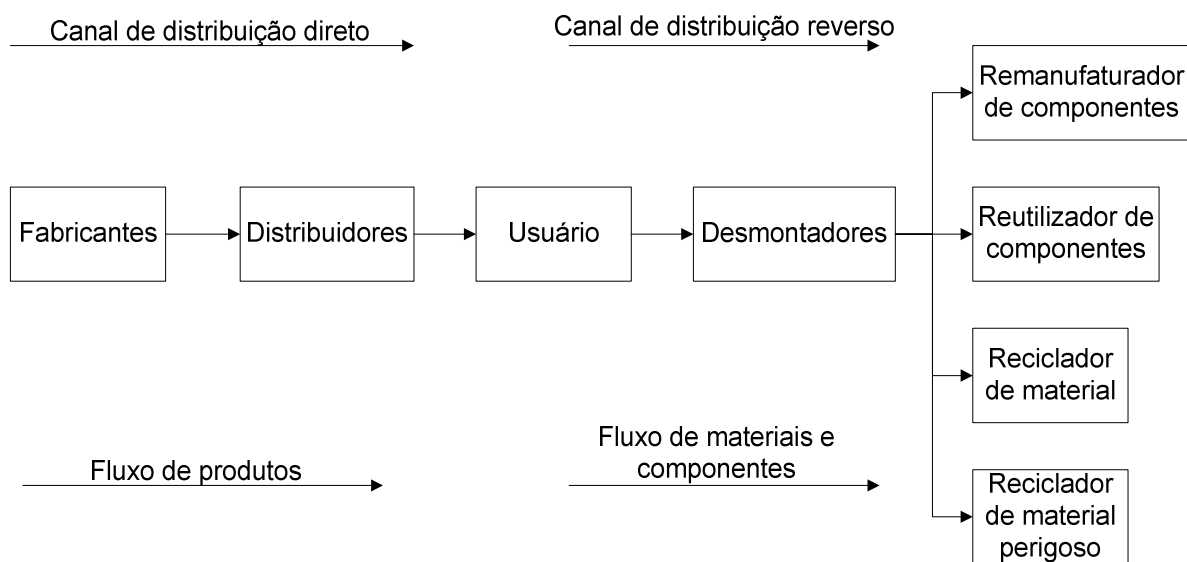 Canal de distribuição direto
Canal de distribuição reverso
Remanufaturador
de componentes
Fabricantes
Distribuidores
Usuário
Desmontadores
Reutilizador de
componentes
Reciclador
de material
Fluxo de produtos
Fluxo de materiais e
componentes
Reciclador
de material
perigoso